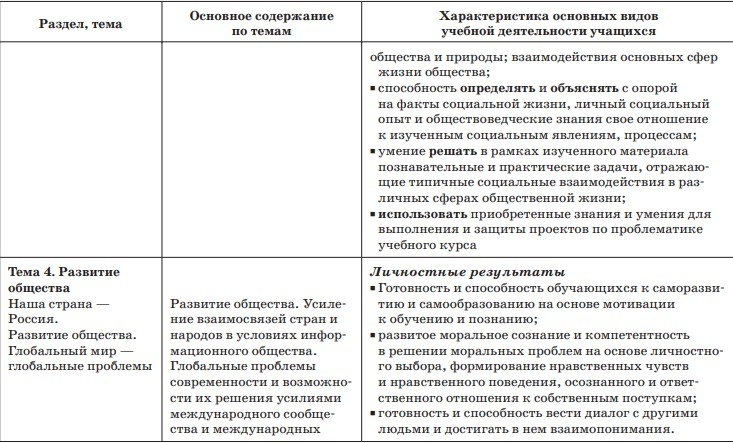 Раздел, тема
Основное содержание
по темам
Характеристика основных видов
учебной деятельности учащихся
общества и природы; взаимодействия основных сфер
жизни общества;
▪ способность определять и объяснять с опорой
на факты социальной жизни, личный социальный
опыт и обществоведческие знания свое отношение
к изученным социальным явлениям, процессам;
▪ умение решать в рамках изученного материала
познавательные и практические задачи, отражаю-
щие типичные социальные взаимодействия в раз-
личных сферах общественной жизни;
▪ использовать приобретенные знания и умения для
выполнения и защиты проектов по проблематике
учебного курса
Тема 4. Развитие
общества
Наша страна —
Россия.
Развитие общества.
Глобальный мир —
глобальные проблемы
Развитие общества. Усиле-
ние взаимосвязей стран и
народов в условиях инфор-
мационного общества.
Глобальные проблемы
современности и возможно-
сти их решения усилиями
международного сообще-
ства и международных
Личностные результаты
▪ Готовность и способность обучающихся к саморазви-
тию и самообразованию на основе мотивации
к обучению и познанию;
▪ развитое моральное сознание и компетентность
в решении моральных проблем на основе личностно-
го выбора, формирование нравственных чувств
и нравственного поведения, осознанного и ответ-
ственного отношения к собственным поступкам;
▪ готовность и способность вести диалог с другими
людьми и достигать в нем взаимопонимания.